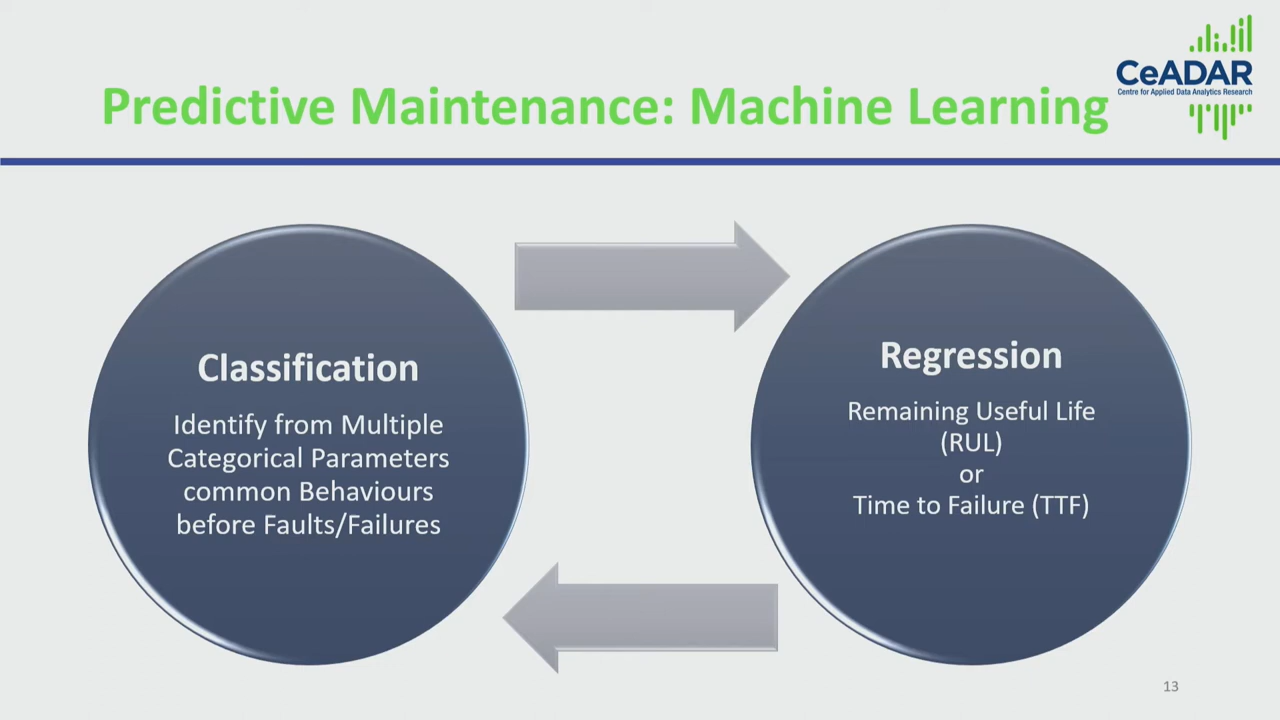 CeADAR
Centre for Applied Data Analytics Research
Predictive Maintenance: Machine Learning
Classification
Identify from Multiple
Categorical Parameters
common Behaviours
before Faults/Failures
Regression
Remaining Useful Life
(RUL)
or
Time to Failure (TTF)
13